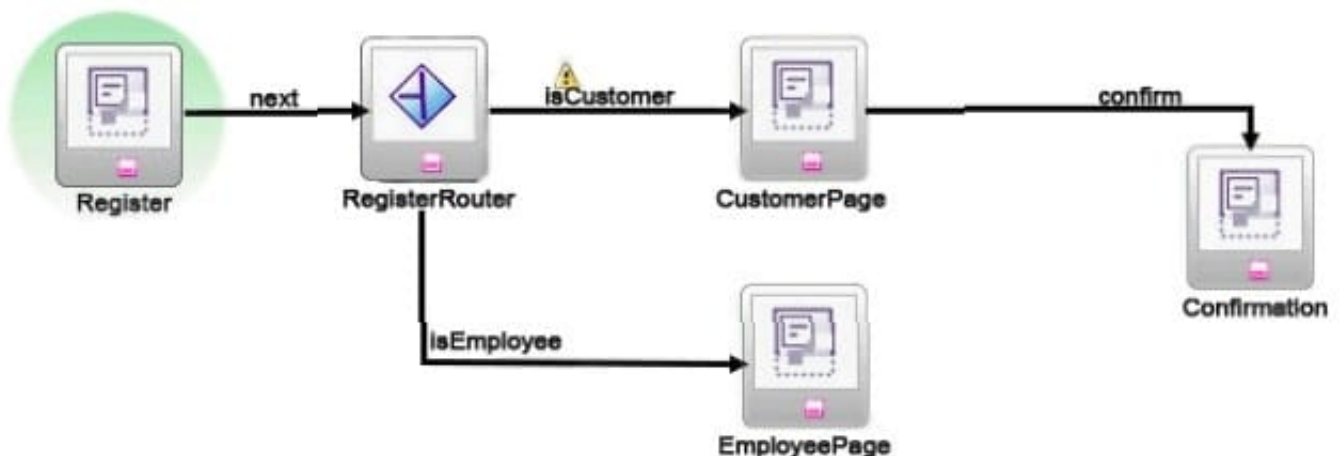 next
isCustomer
confirm
Register
RegisterRouter
CustomerPage
Confirmation
isEmployee
EmployeePage